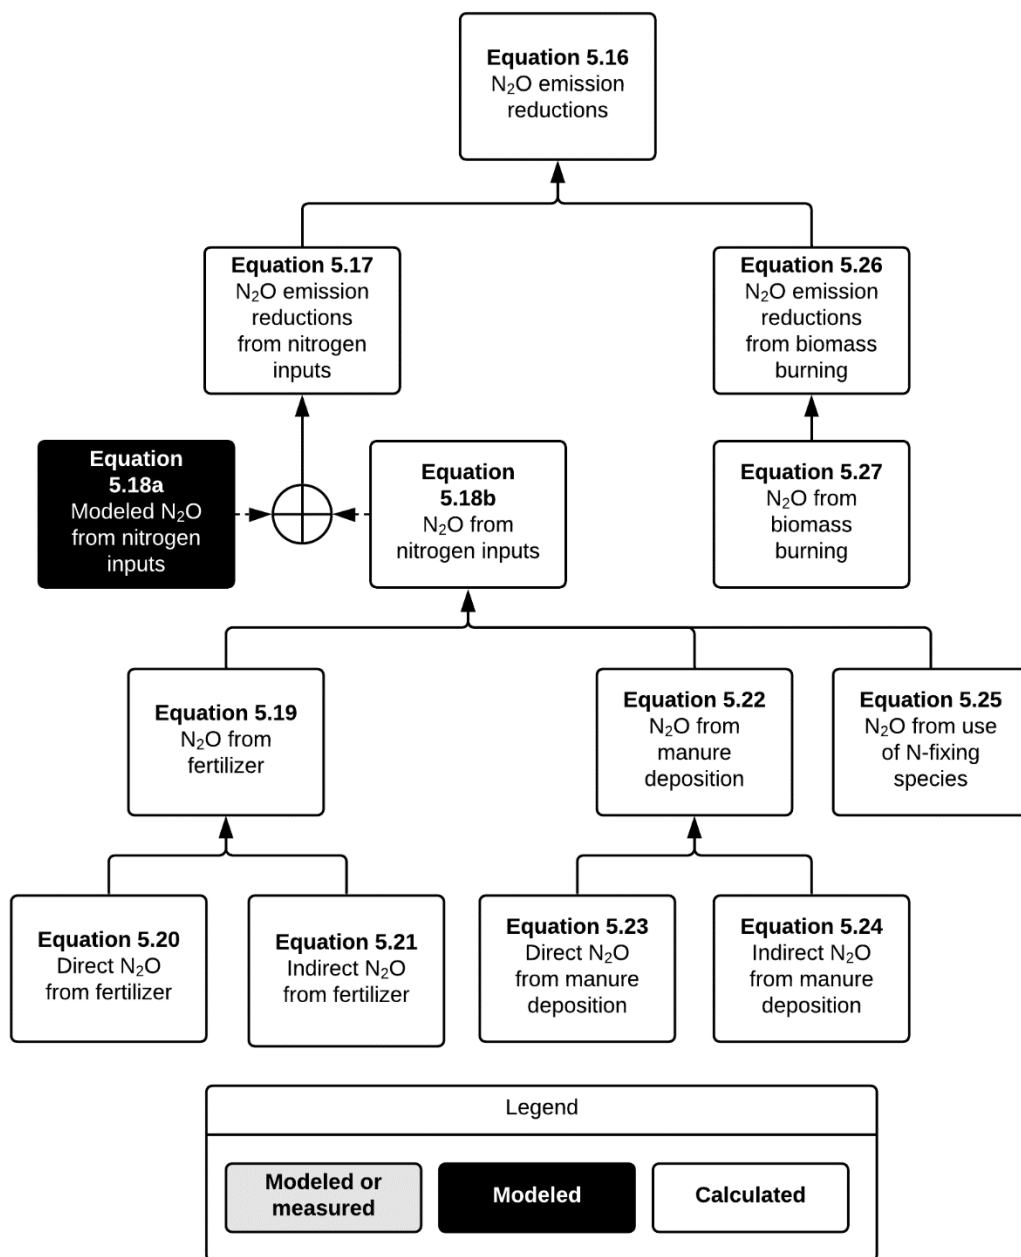 Equation 5.16
N₂O emission
reductions
Equation 5.17
N₂O emission
reductions
from nitrogen
inputs
Equation 5.26
N₂O emission
reductions
from biomass
burning
Equation
5.18a
Modeled N₂O
from nitrogen
inputs
Equation
5.18b
N₂O from
nitrogen inputs
Equation 5.27
N₂O from
biomass
burning
Equation 5.19
N₂O from
fertilizer
Equation 5.22
N₂O from
manure
deposition
Equation 5.25
N₂O from use
of N-fixing
species
Equation 5.20
Direct N₂O
from fertilizer
Equation 5.21
Indirect N₂O
from fertilizer
Equation 5.23
Direct N₂O
from manure
deposition
Equation 5.24
Indirect N₂O
from manure
deposition
Legend
Modeled or
measured
Modeled
Calculated